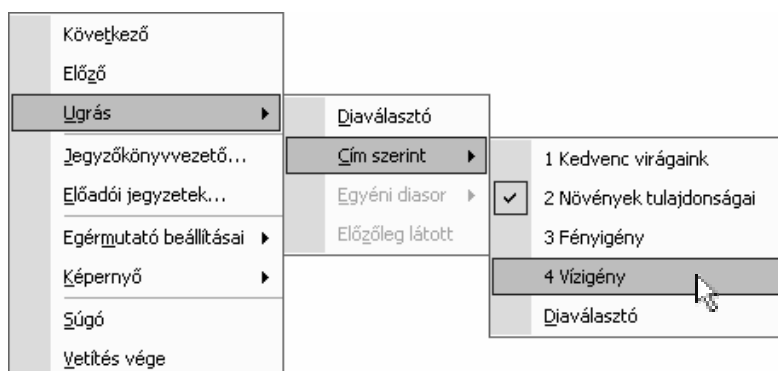 Következő
Előző
Ugrás
Jegyzőkönyvvezető...
Előadói jegyzetek...
Egérmutató beállításai
Képernyő
Súgó
Vetítés vége
Diaválasztó
Cím szerint
Egyéni diasor
Előzőleg látott
1 Kedvenc virágaink
2 Növények tulajdonságai
3 Fényigény
4 Vízigény
Diaválasztó